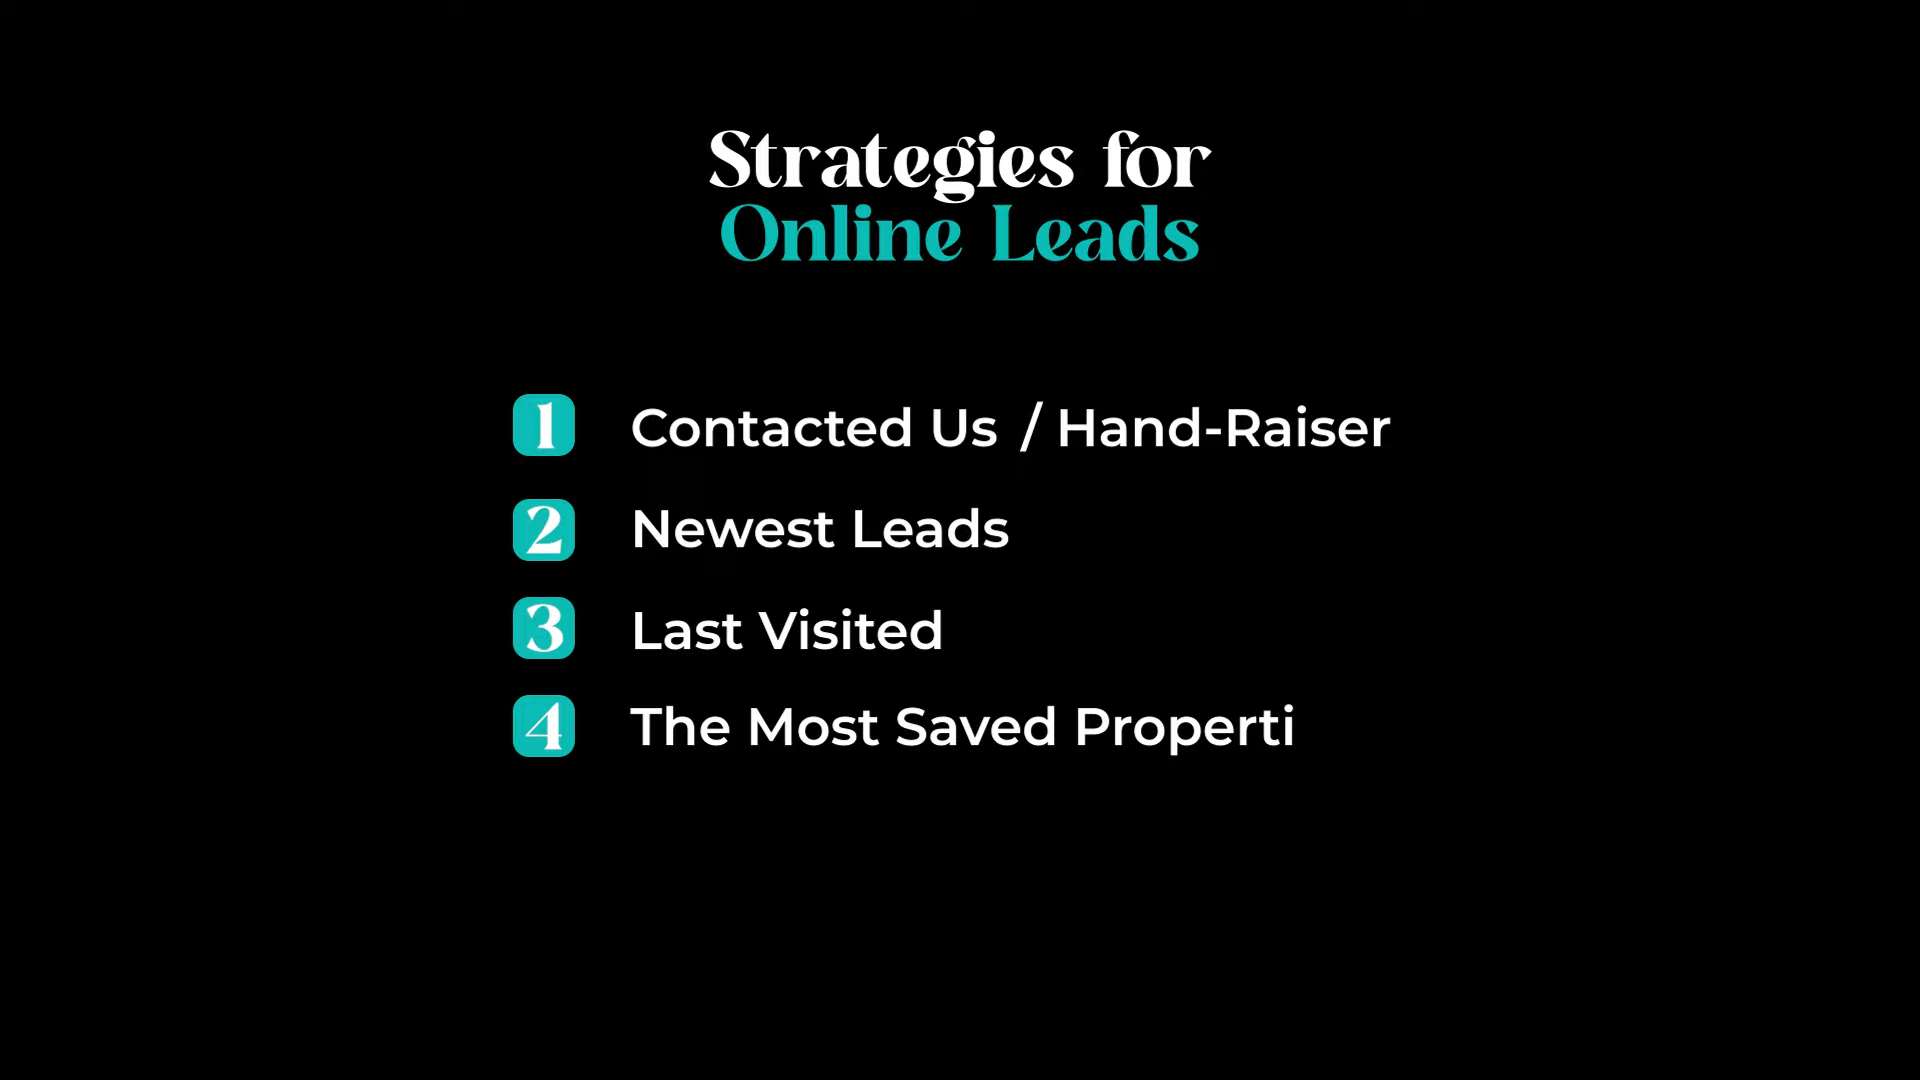 Strategies for
Online Leads
1 Contacted Us / Hand-Raiser
2 Newest Leads
3 Last Visited
4 The Most Saved Properti